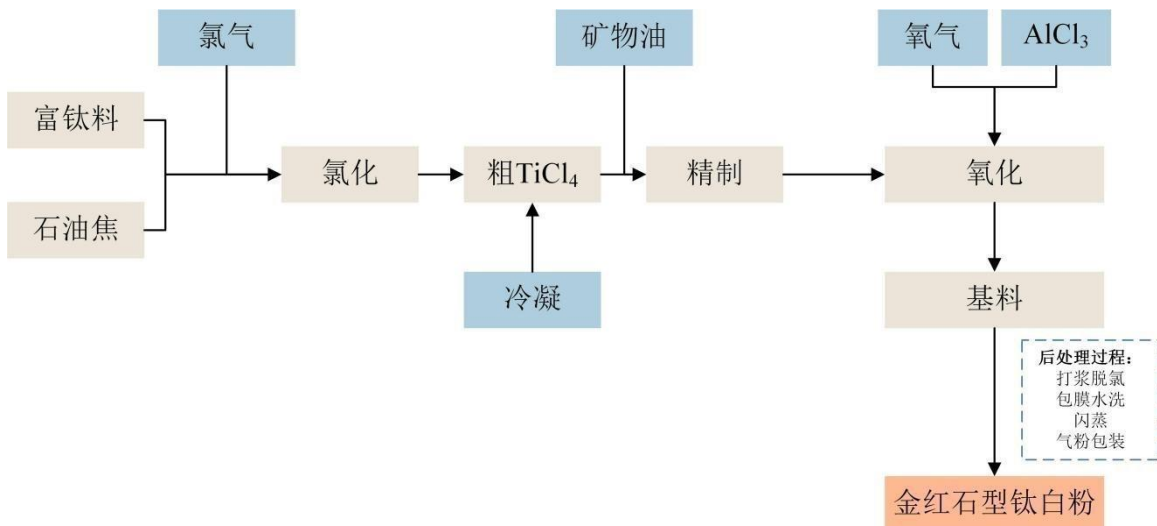 氯气
矿物油
氧气
AlCl₃
富钛料
石油焦
氯化
粗TiCl₄
精制
氧化
冷凝
基料
后处理过程：
打浆脱氯
包膜水洗
闪蒸
气粉包装
金红石型钛白粉